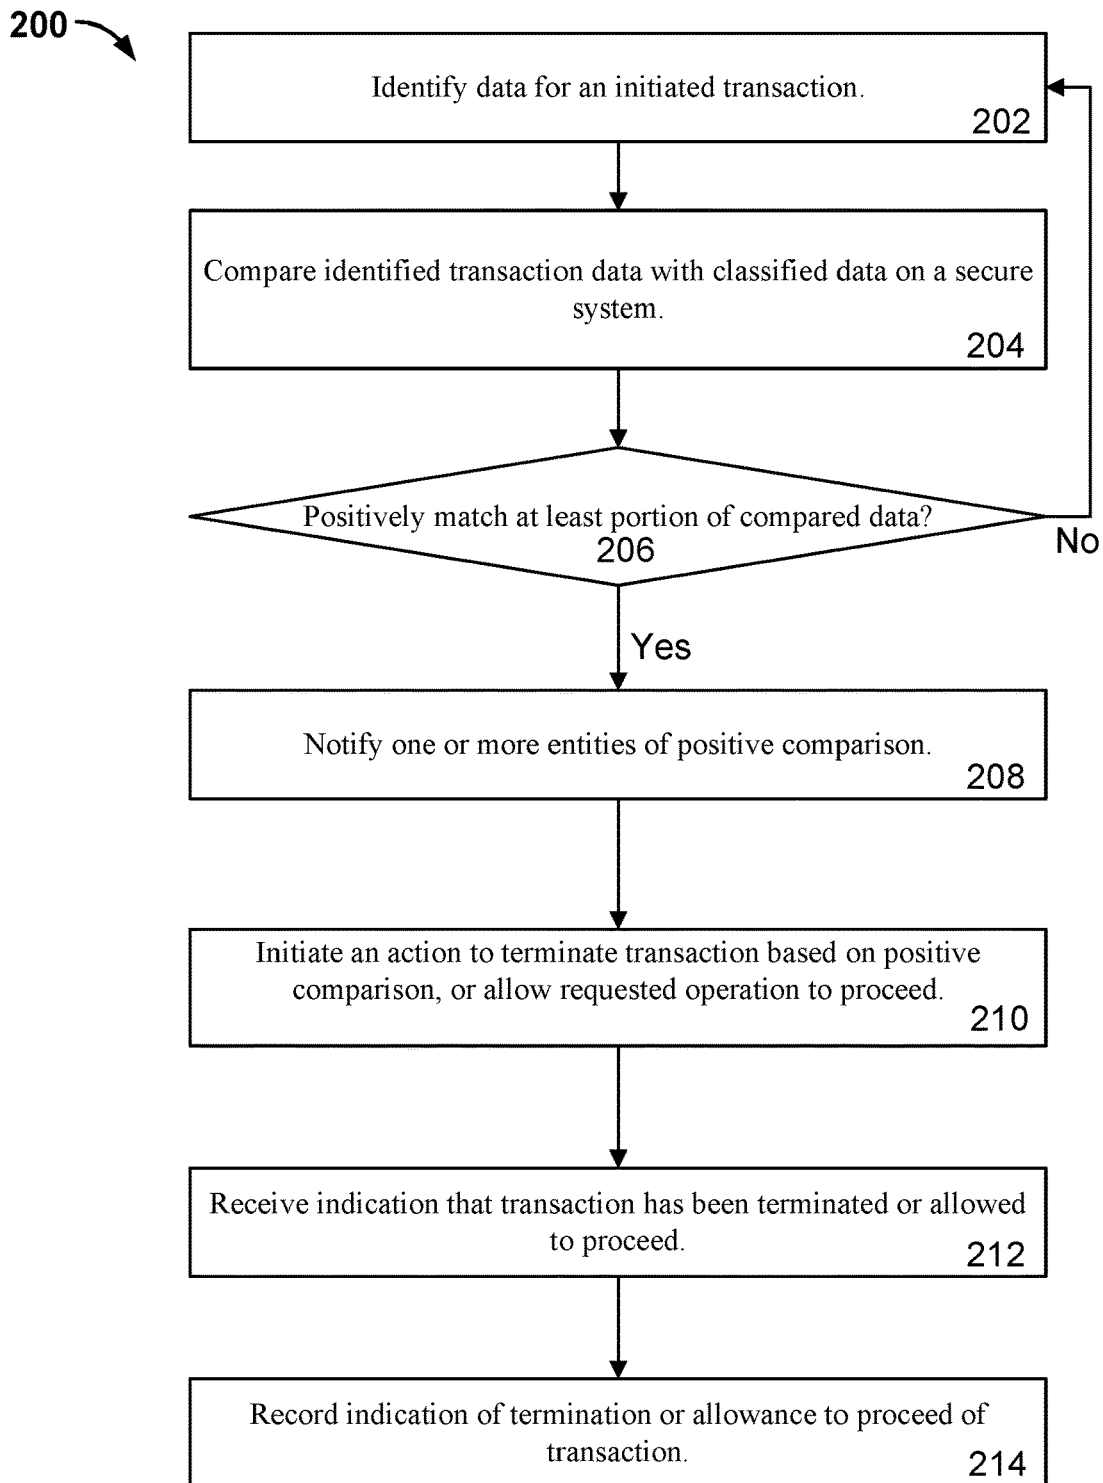 200
Identify data for an initiated transaction.
202
Compare identified transaction data with classified data on a secure
system.
204
Positively match at least portion of compared data?
206
No
Yes
Notify one or more entities of positive comparison.
208
Initiate an action to terminate transaction based on positive
comparison, or allow requested operation to proceed.
210
Receive indication that transaction has been terminated or allowed
to proceed.
212
Record indication of termination or allowance to proceed of
transaction.
214